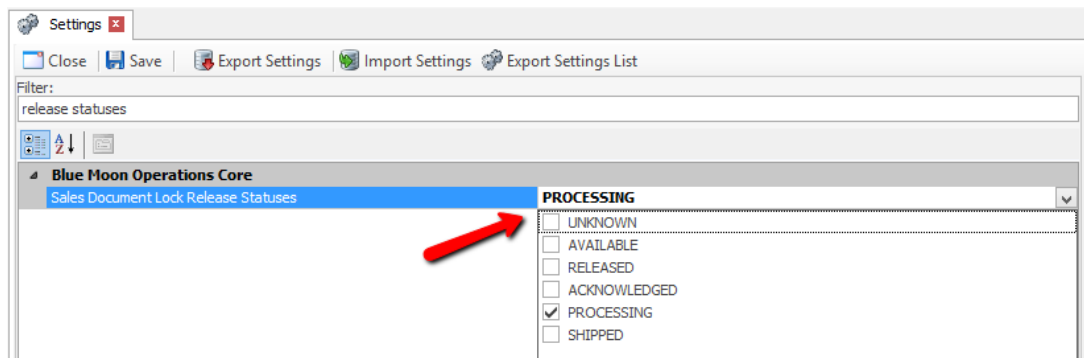 Settings
Close Save Export Settings Import Settings Export Settings List
Filter:
release statuses
Blue Moon Operations Core
Sales Document Lock Release Statuses PROCESSING
UNKNOWN
AVAILABLE
RELEASED
ACKNOWLEDGED
PROCESSING
SHIPPED